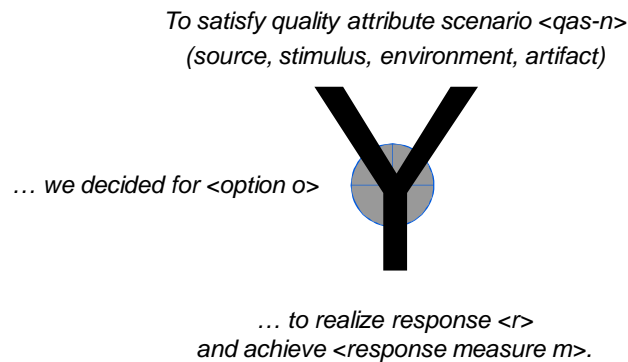 To satisfy quality attribute scenario <qas-n>
(source, stimulus, environment, artifact)
Y
… we decided for <option o>
… to realize response <r>
and achieve <response measure m>.